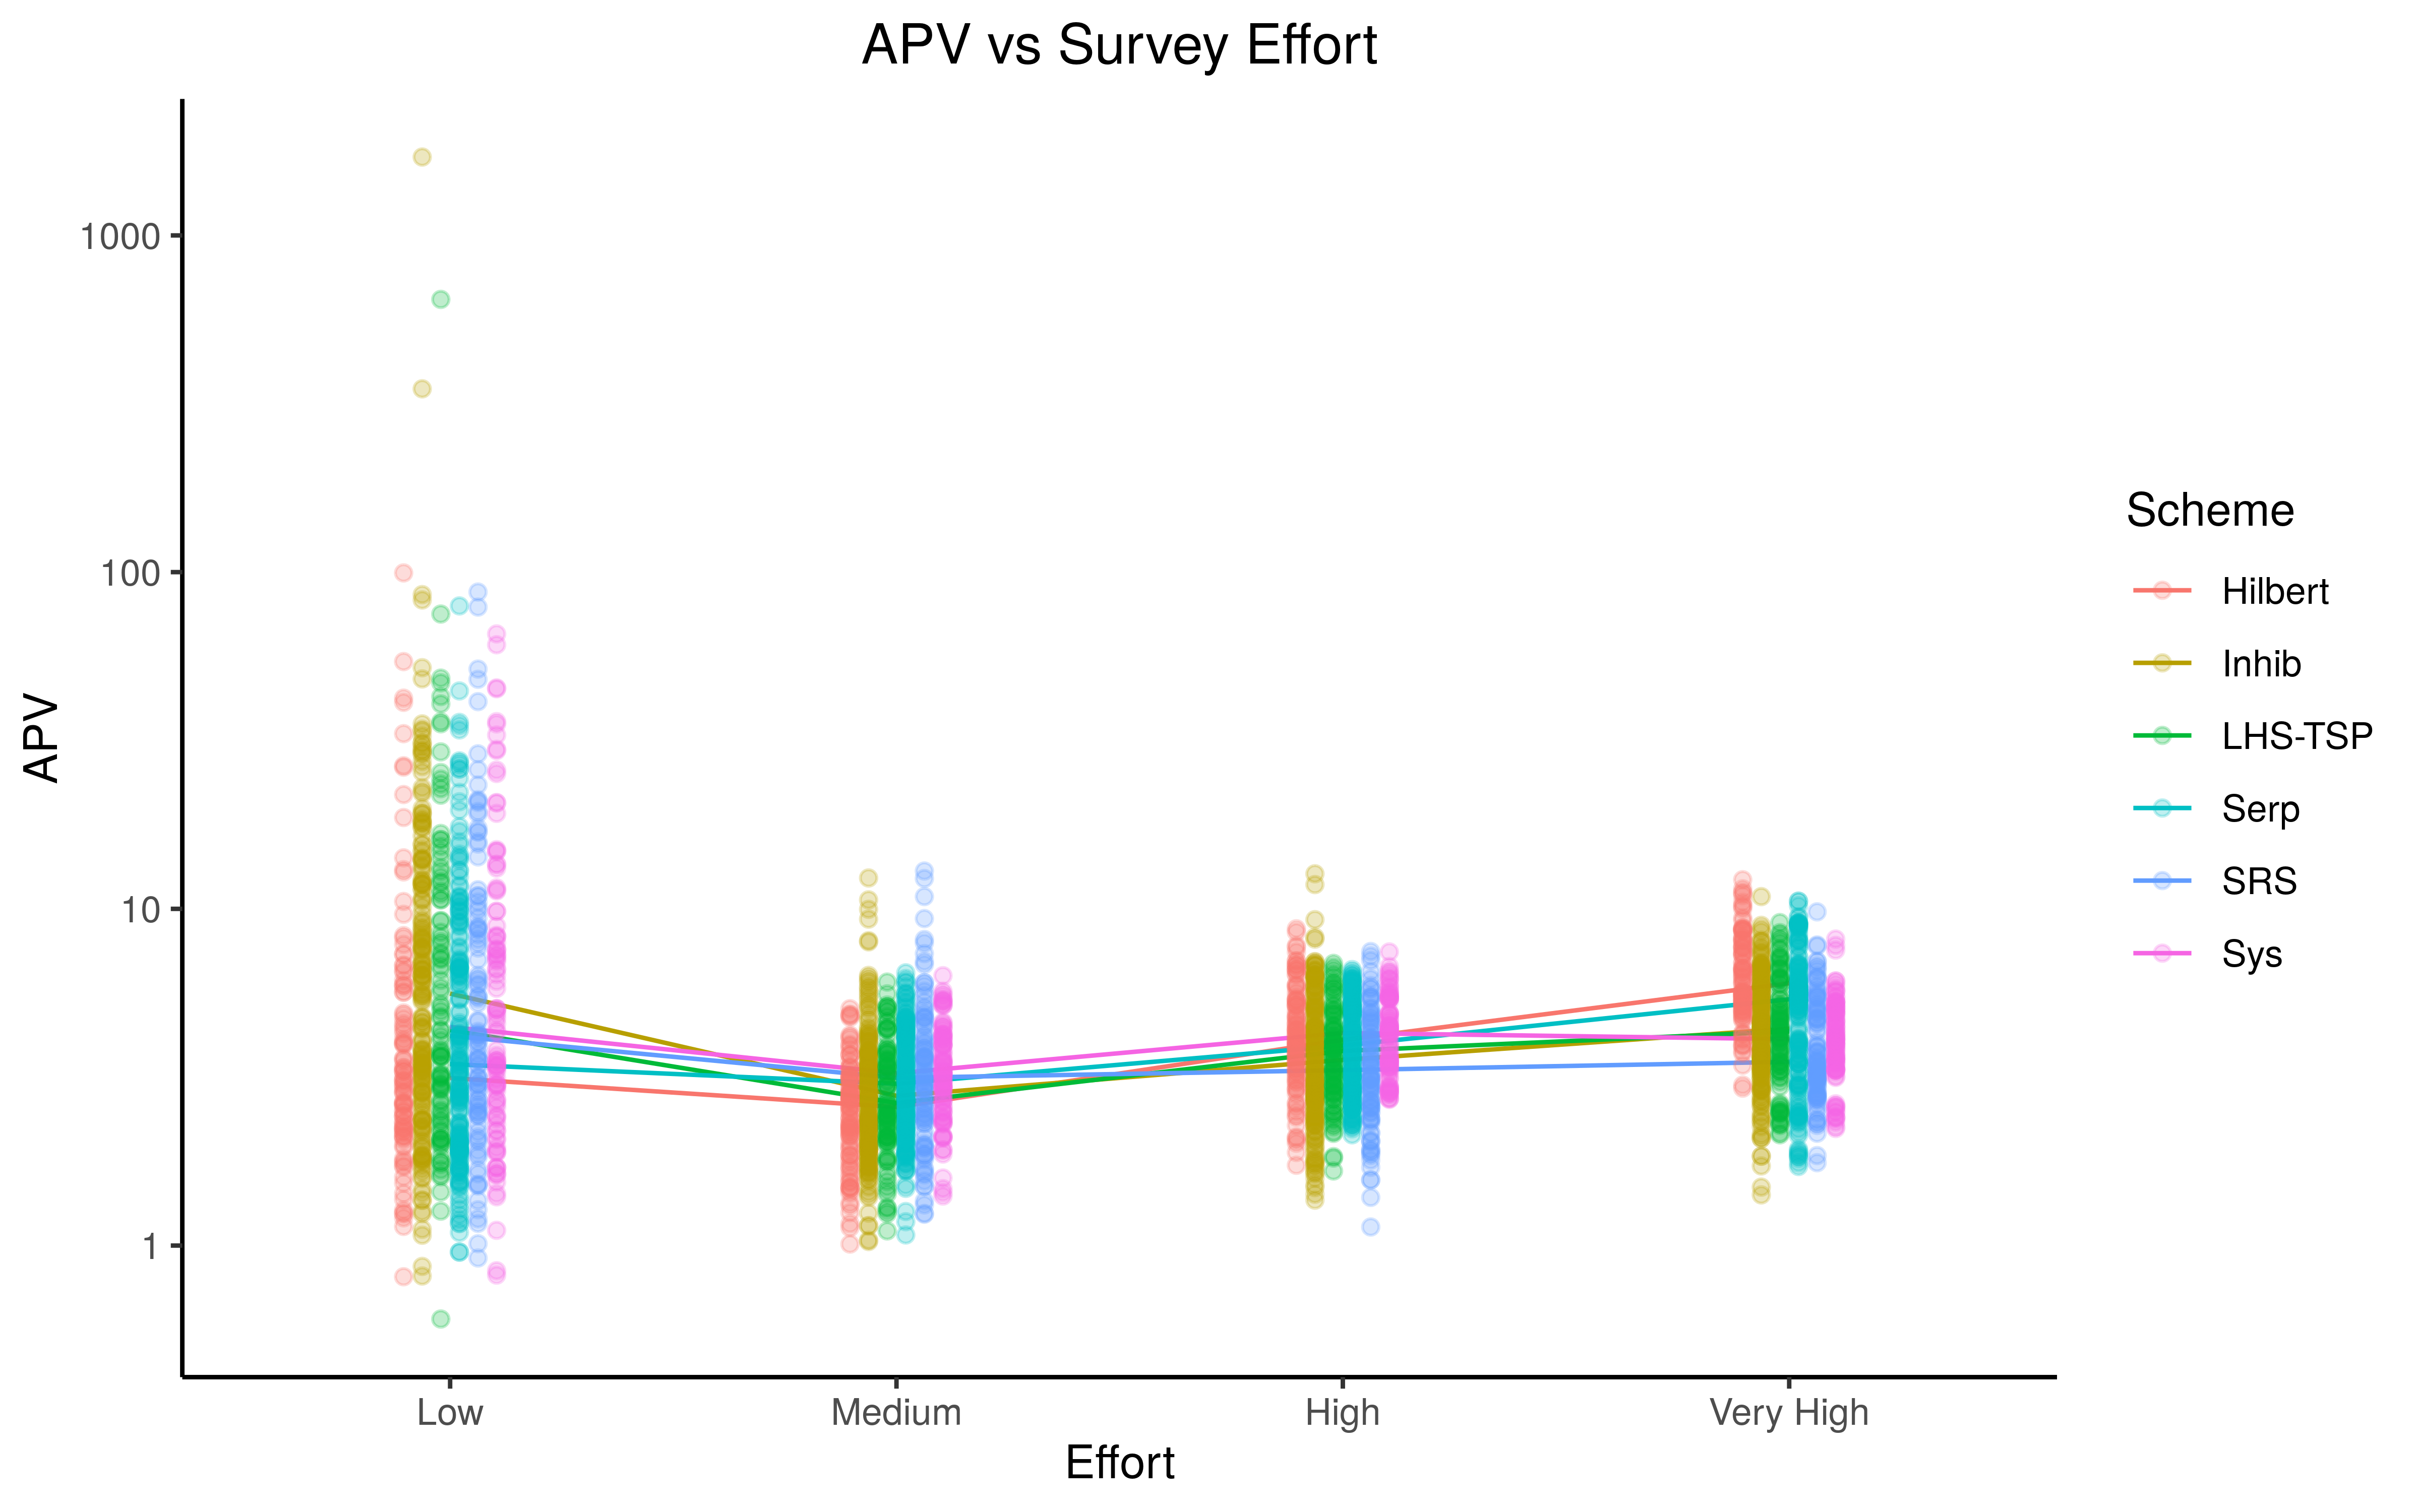 APV vs Survey Effort
APV
1000
100
10
1
Low
Medium
High
Very High
Effort
Scheme
Hilbert
Inhib
LHS-TSP
Serp
SRS
Sys